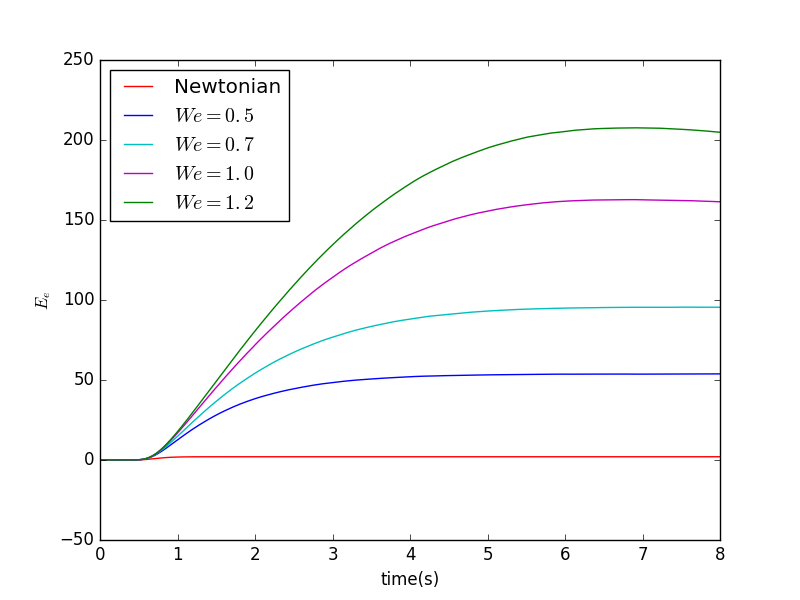 250
200
150
100
50
0
−50
E_e
Newtonian
We = 0.5
We = 0.7
We = 1.0
We = 1.2
0 1 2 3 4 5 6 7 8
time(s)